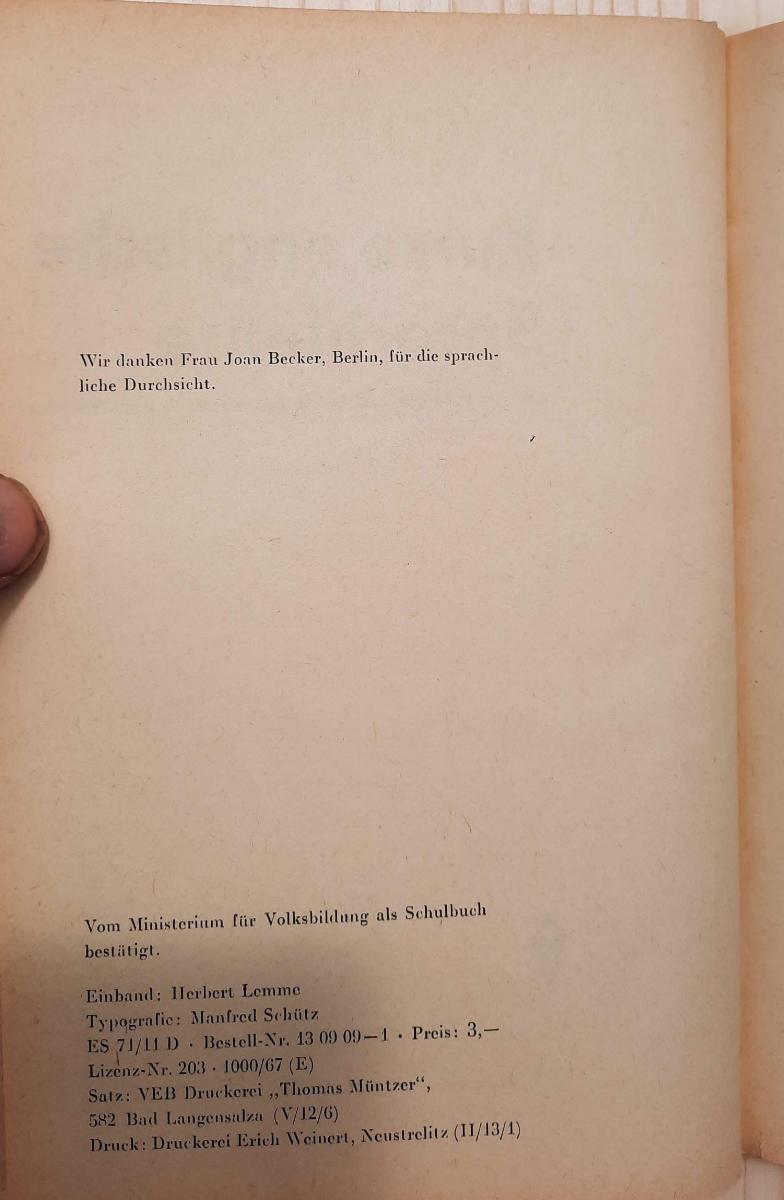 Wir danken Frau Joan Becker, Berlin, für die sprach-
liche Durchsicht.
Vom Ministerium für Volksbildung als Schulbuch
bestätigt.
Einband: Herbert Lemme
Typografie: Manfred Schütz
ES 71/11 D · Bestell-Nr. 13 09 09—1 · Preis: 3,—
Lizenz-Nr. 203 · 1000/67 (E)
Satz: VEB Druckerei „Thomas Müntzer“,
582 Bad Langensalza (V/12/6)
Druck: Druckerei Erich Weinert, Neustrelitz (II/13/1)